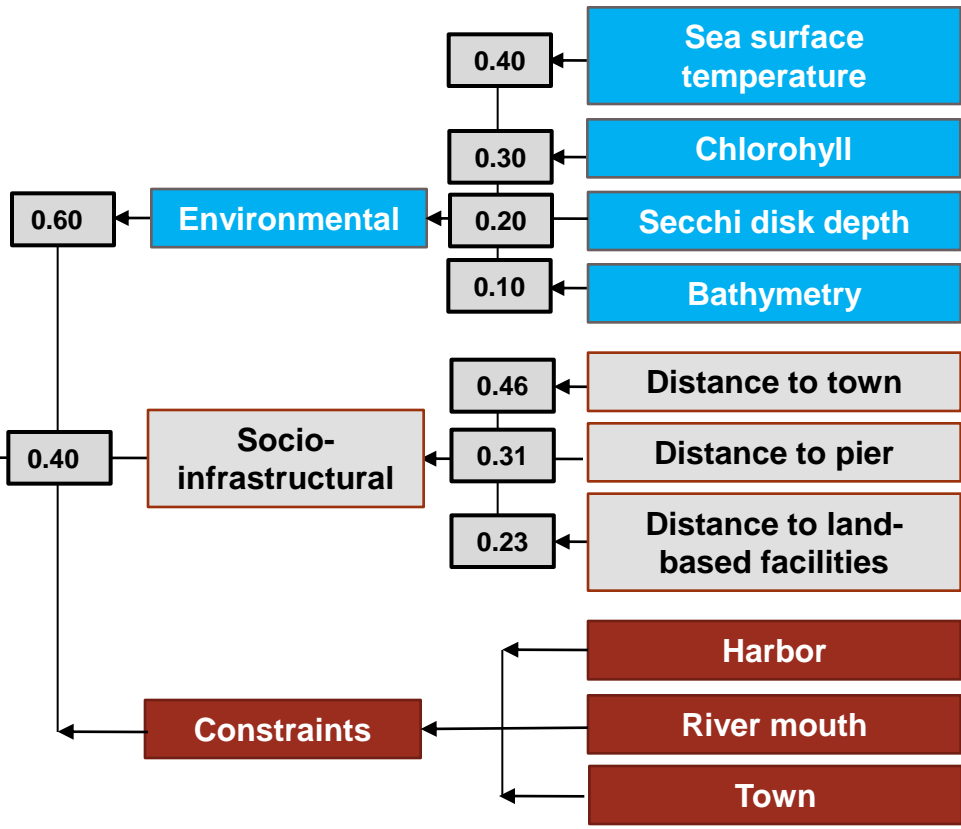 Sea surface
temperature
0.40
Chlorohyll
0.30
0.60
Environmental
0.20
Secchi disk depth
0.10
Bathymetry
0.46
Distance to town
0.40
Socio-
infrastructural
0.31
Distance to pier
0.23
Distance to land-
based facilities
Harbor
Constraints
River mouth
Town